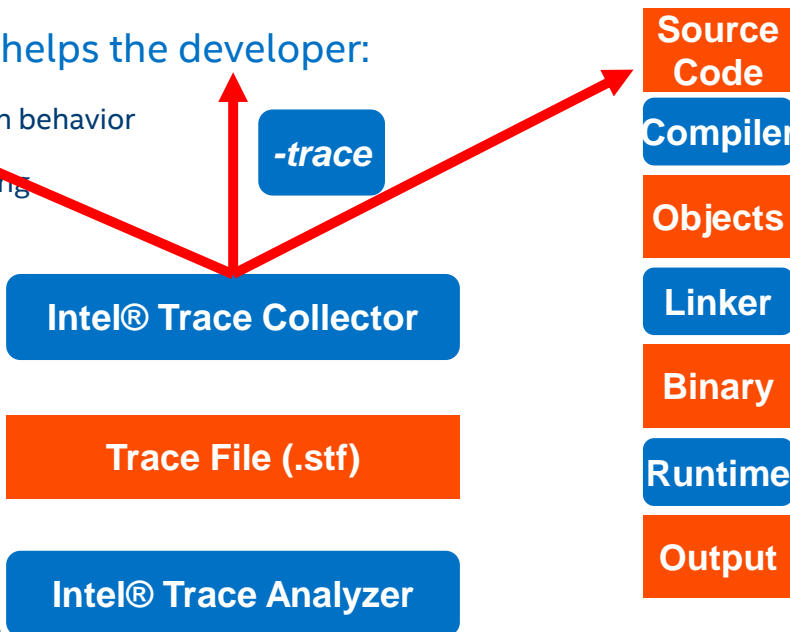 helps the developer:
n behavior
ng
-trace
Intel® Trace Collector
Trace File (.stf)
Intel® Trace Analyzer
Source
Code
Compiler
Objects
Linker
Binary
Runtime
Output